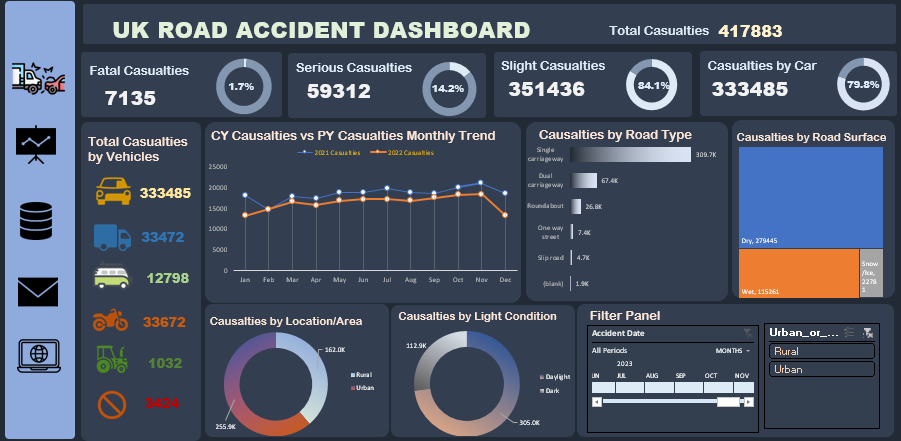 UK ROAD ACCIDENT DASHBOARD
Total Casualties 417883
Fatal Casualties
7135
1.7%
Serious Casualties
59312
14.2%
Slight Casualties
351436
84.1%
Casualties by Car
333485
79.8%
Total Casualties
by Vehicles
333485
33472
12798
33672
1032
3424
CY Causalties vs PY Casualties Monthly Trend
2021 Casualties
2022 Casualties
25000
20000
15000
10000
5000
0
Jan Feb Mar Apr May Jun Jul Aug Sep Oct Nov Dec
Causalties by Road Type
Single
carriageway
309.7K
Dual
carriageway
67.4K
Roundabout
26.8K
One way
street
7.4K
Slip road
4.7K
(blank)
1.9K
Causalties by Road Surface
Dry, 279445
Wet, 115261
Snow
/Ice,
2278
1
Causalties by Location/Area
162.0K
255.9K
Rural
Urban
Causalties by Light Condition
112.9K
305.0K
Daylight
Dark
Filter Panel
Accident Date
All Periods
MONTHS
2023
UN JUL AUG SEP OCT NOV
Urban_or_...
Rural
Urban